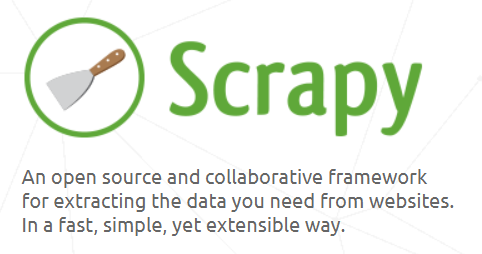 Scrapy
An open source and collaborative framework
for extracting the data you need from websites.
In a fast, simple, yet extensible way.